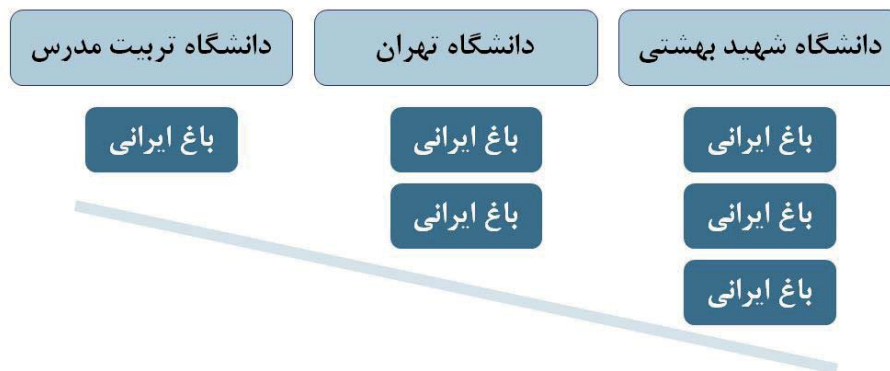 دانشگاه شهید بهشتی
دانشگاه تهران
دانشگاه تربیت مدرس
باغ ایرانی
باغ ایرانی
باغ ایرانی
باغ ایرانی
باغ ایرانی
باغ ایرانی